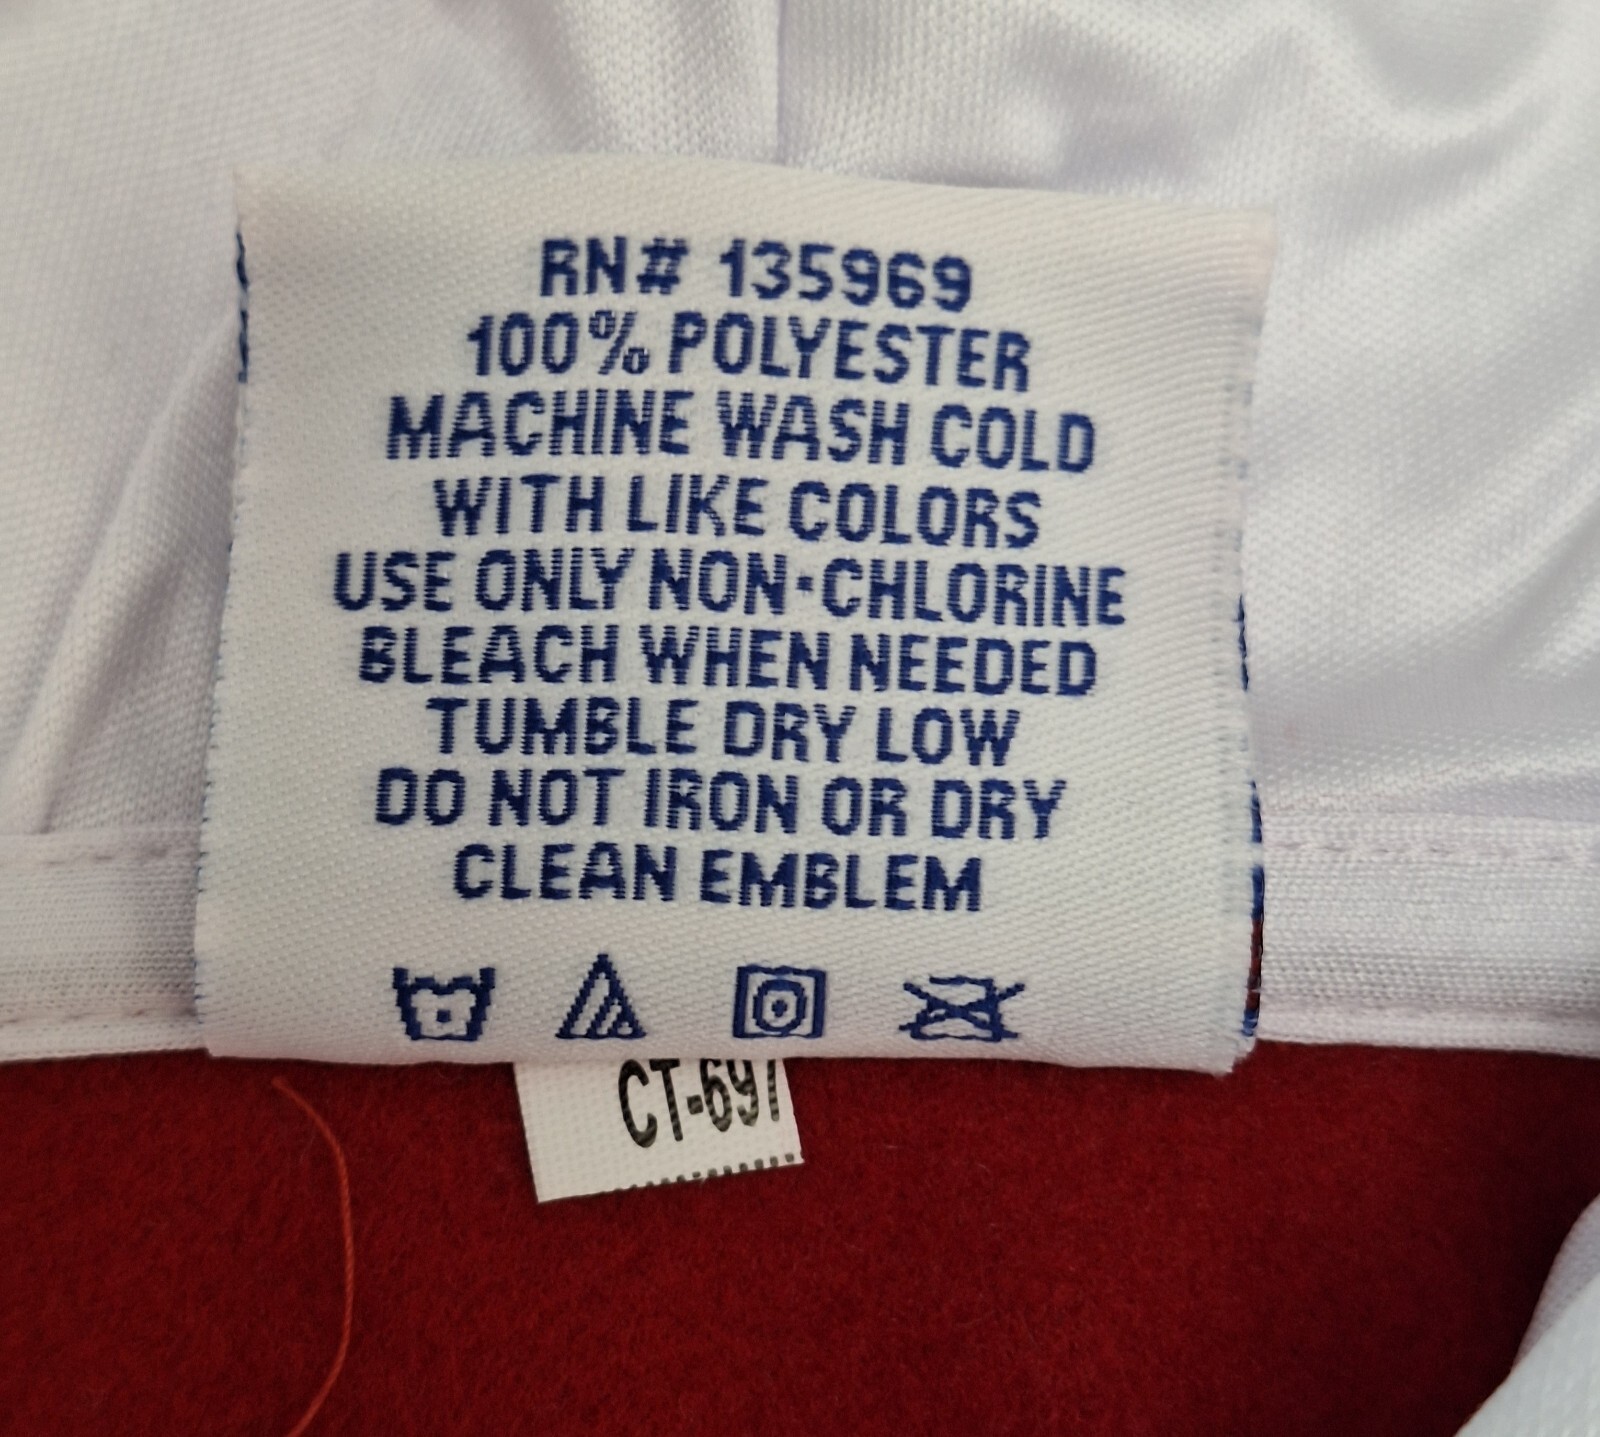 RN# 135969
100% POLYESTER
MACHINE WASH COLD
WITH LIKE COLORS
USE ONLY NON-CHLORINE
BLEACH WHEN NEEDED
TUMBLE DRY LOW
DO NOT IRON OR DRY
CLEAN EMBLEM
CT-697